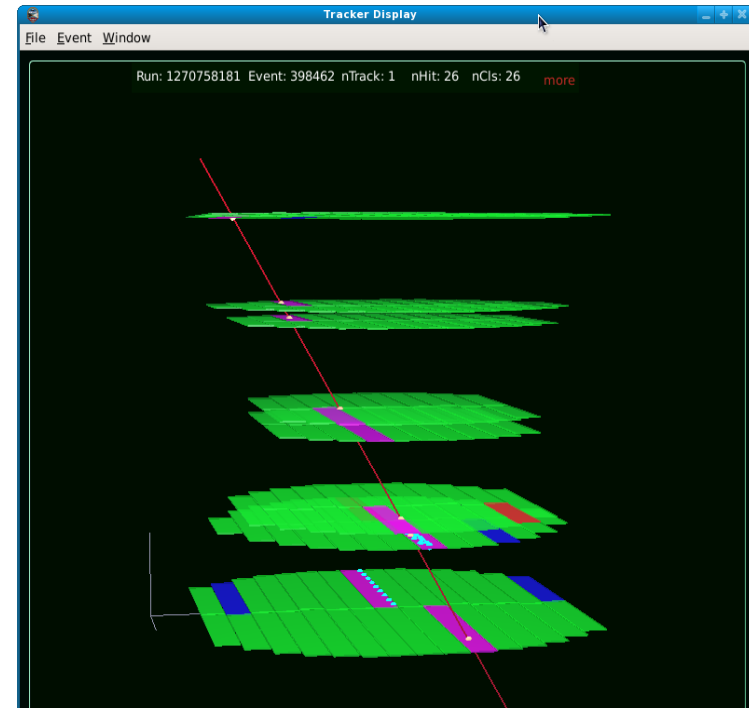 Tracker Display
File Event Window
Run: 1270758181 Event: 398462 nTrack: 1 nHit: 26 nCls: 26 more